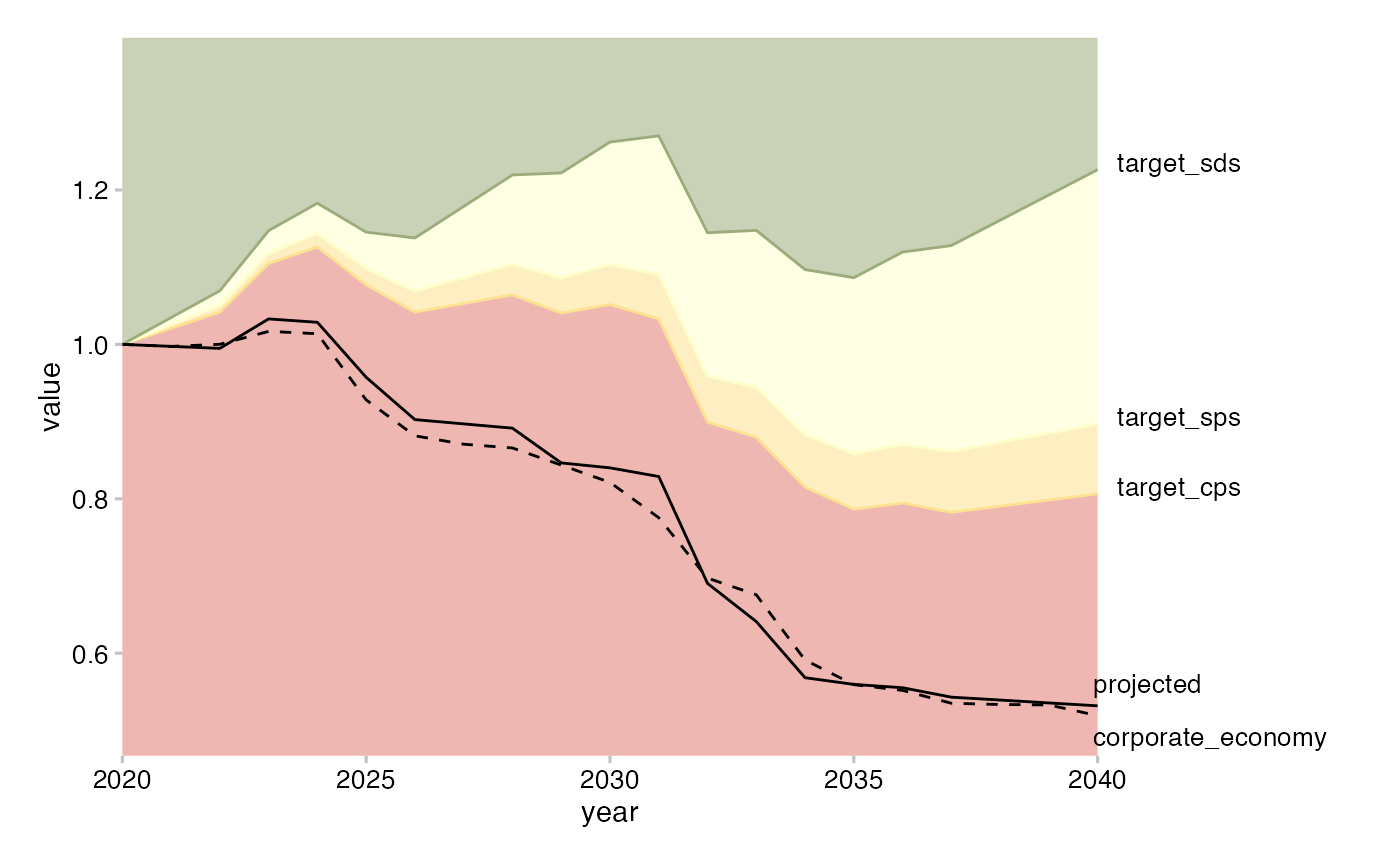 target_sds
1.2
1.0
value
target_sps
0.8
target_cps
0.6
projected
corporate_economy
2020 2025 2030 2035 2040
year